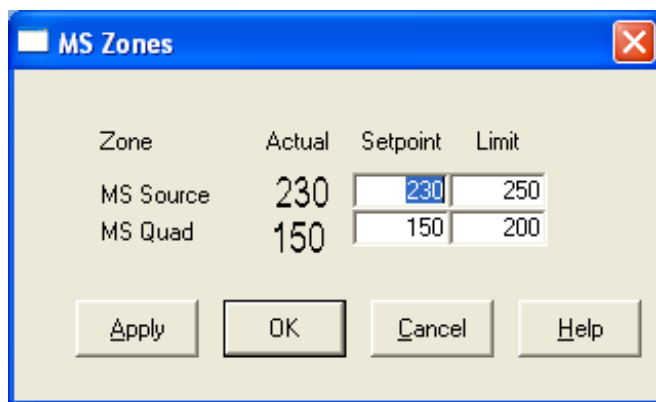 MS Zones
Zone Actual Setpoint Limit
MS Source 230 230 250
MS Quad 150 150 200
Apply OK Cancel Help